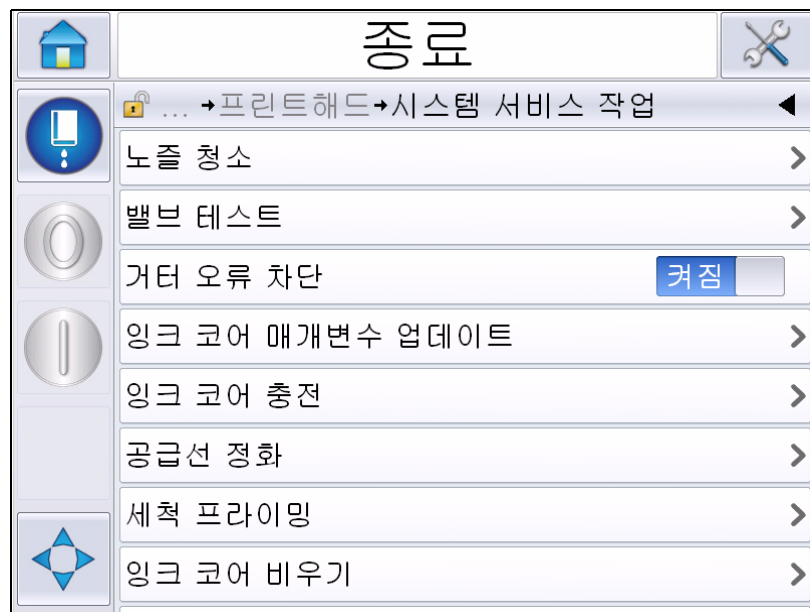 종료
... →프린트해드→시스템 서비스 작업
노즐 청소
밸브 테스트
거터 오류 차단 켜짐
잉크 코어 매개변수 업데이트
잉크 코어 충전
공급선 정화
세척 프라이밍
잉크 코어 비우기